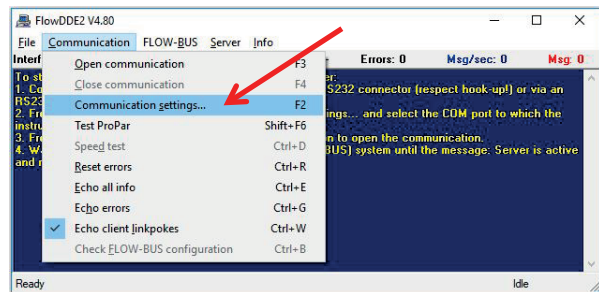 FlowDDE2 V4.80
File Communication FLOW-BUS Server Info
Interf Errors: 0 Msg/sec: 0 Msg: 0
Open communication F3
Close communication F4
Communication settings... F2
Test ProPar Shift+F6
Speed test Ctrl+D
Reset errors Ctrl+R
Echo all info Ctrl+E
Echo errors Ctrl+G
Echo client linkpokes Ctrl+W
Check FLOW-BUS configuration Ctrl+B
To st er:
1. Co S232 connector (respect hook-up!) or via an
RS23
2. Fr ings... and select the COM port to which the
instru
3. Fr n to open the communication.
4. W BUS) system until the message: Server is active
and r
Ready Idle